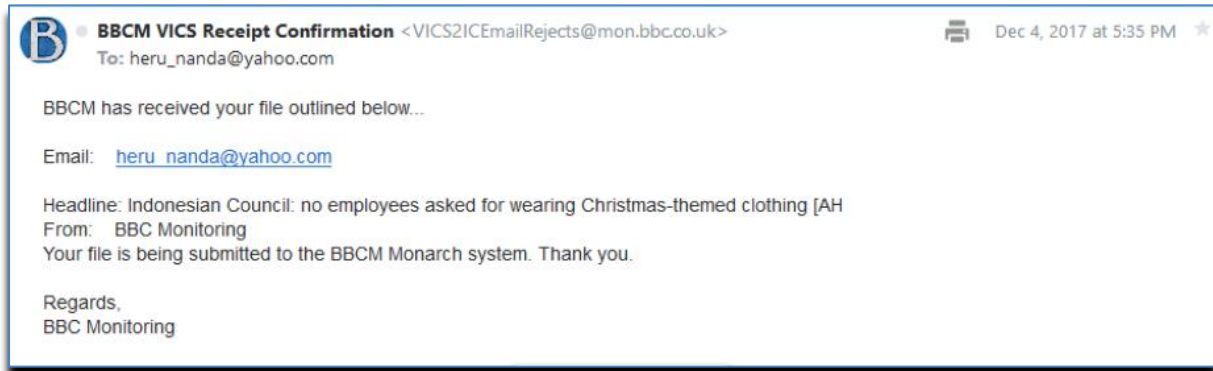 B
BBCM VICS Receipt Confirmation <VICS2ICEmailRejects@mon.bbc.co.uk> Dec 4, 2017 at 5:35 PM
To: heru_nanda@yahoo.com
BBCM has received your file outlined below...
Email: heru_nanda@yahoo.com
Headline: Indonesian Council: no employees asked for wearing Christmas-themed clothing [AH
From: BBC Monitoring
Your file is being submitted to the BBCM Monarch system. Thank you.
Regards,
BBC Monitoring